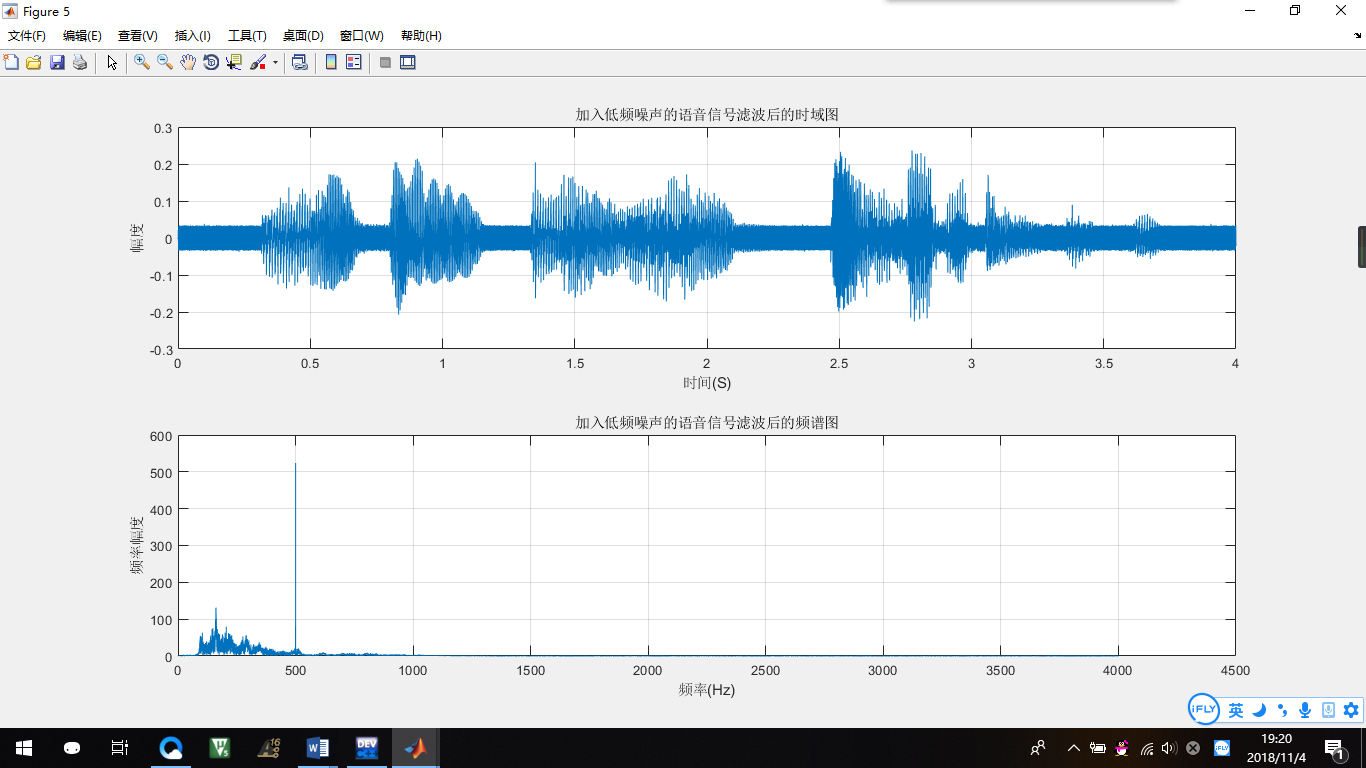 Figure 5
文件(F) 编辑(E) 查看(V) 插入(I) 工具(T) 桌面(D) 窗口(W) 帮助(H)
加入低频噪声的语音信号滤波后的时域图
0.3
0.2
0.1
0
-0.1
-0.2
-0.3
幅度
0 0.5 1 1.5 2 2.5 3 3.5 4
时间(S)
加入低频噪声的语音信号滤波后的频谱图
600
500
400
300
200
100
0
频率幅度
0 500 1000 1500 2000 2500 3000 3500 4000 4500
频率(Hz)
iFLY 英
19:20
2018/11/4
DEV
16
V5
W
1